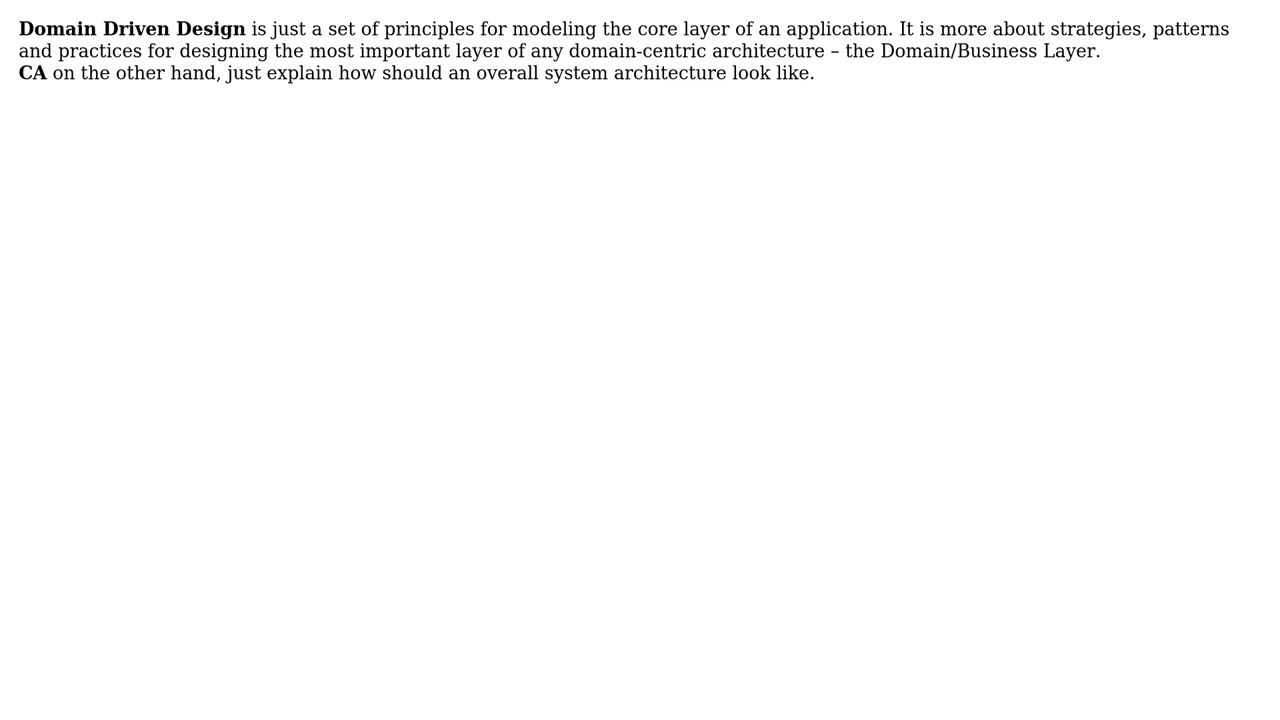 Domain Driven Design is just a set of principles for modeling the core layer of an application. It is more about strategies, patterns
and practices for designing the most important layer of any domain-centric architecture – the Domain/Business Layer.
CA on the other hand, just explain how should an overall system architecture look like.